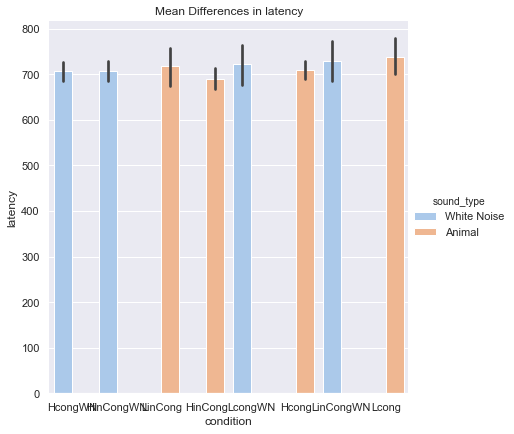 Mean Differences in latency
800
700
600
500
400
300
200
100
0
latency
HcongWN HinCongWN LinCong HinCong LcongWN Hcong LinCongWN Lcong
condition
sound_type
White Noise
Animal